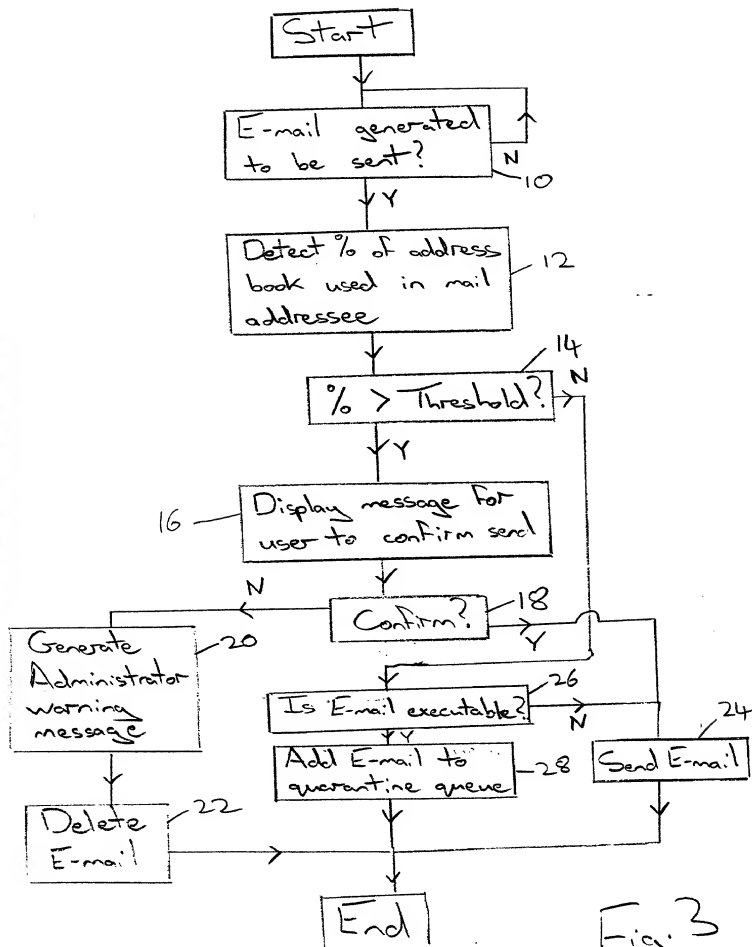 Start
E-mail generated
to be sent?
N
10
Y
Detect % of address
book used in mail
addressee
12
14
% > Threshold?
N
Y
16
Display message for
user to confirm send
N
Confirm?
18
Y
Generate
Administrator
warning
message
20
Is E-mail executable?
26
N
Y
24
Send E-mail
Add E-mail to
quarantine queue
28
Delete
E-mail
22
End
Fig. 3